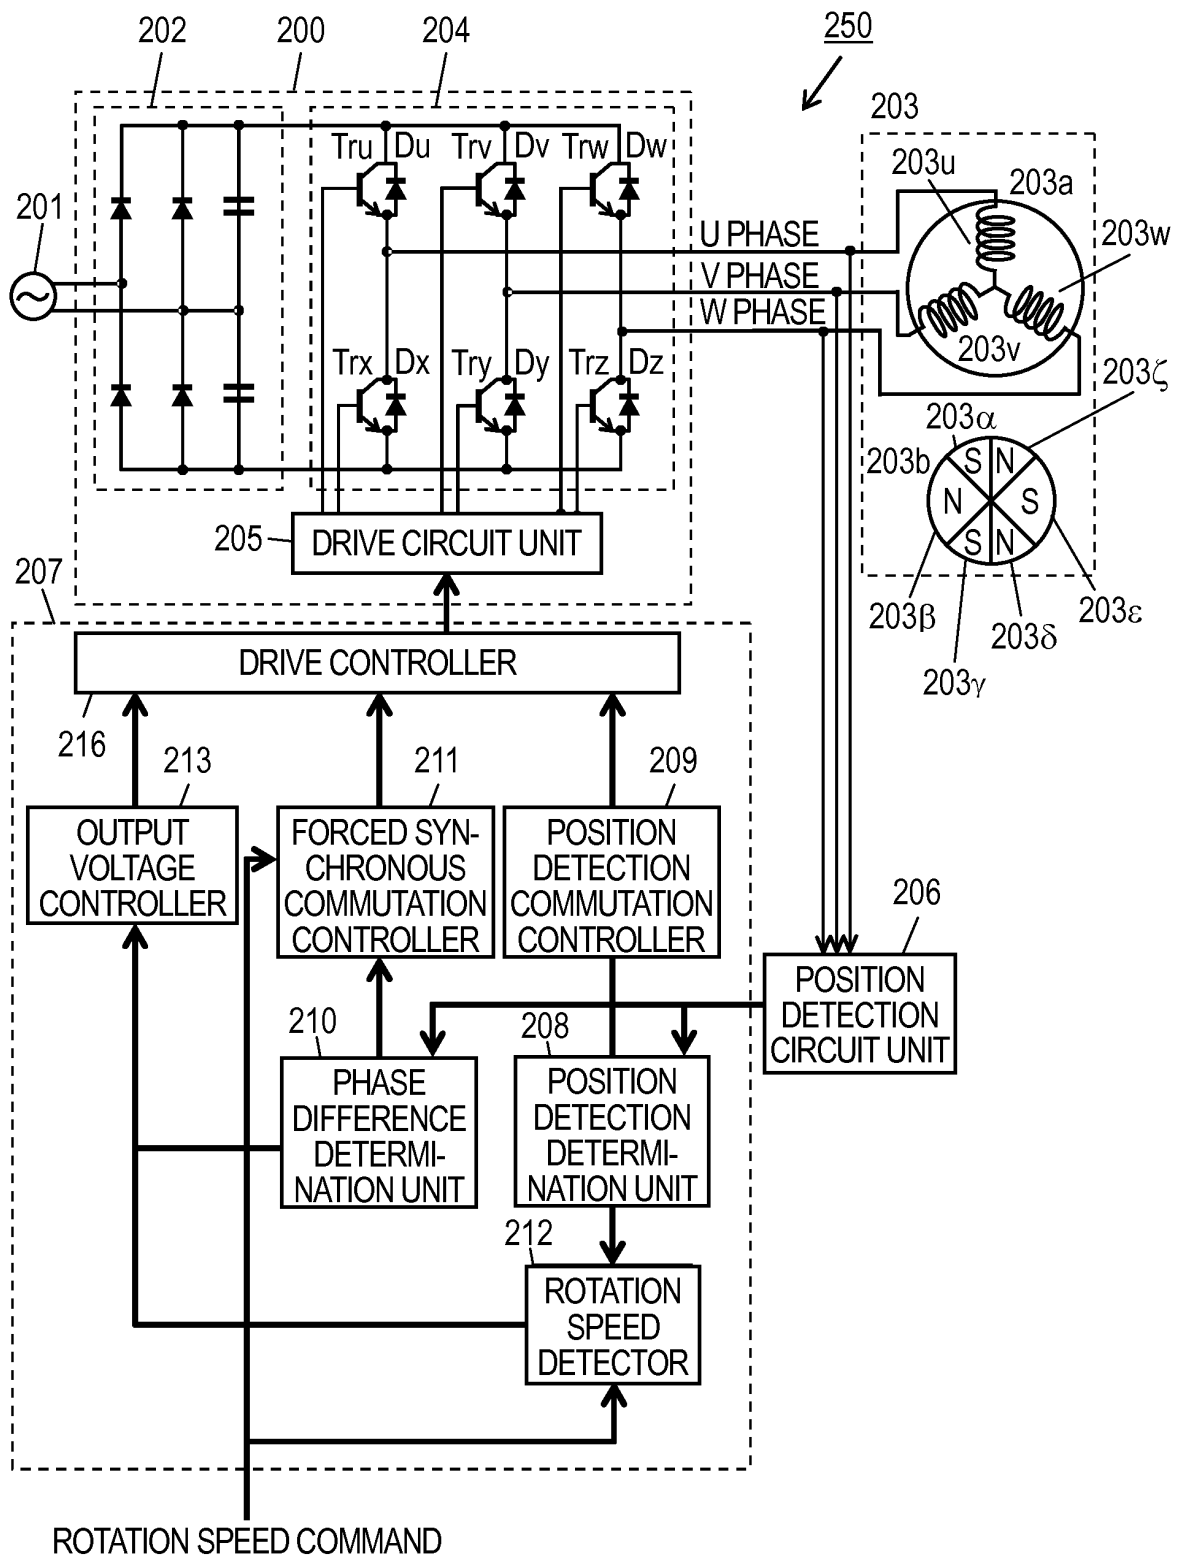 202
200
204
250
203
Tru
Du
Trv
Dv
Trw
Dw
203u
203a
201
U PHASE
203w
V PHASE
W PHASE
203v
Trx
Dx
Try
Dy
Trz
Dz
203ζ
203α
203b
S
N
N
S
S
N
205
DRIVE CIRCUIT UNIT
207
203β
203δ
203ε
203γ
DRIVE CONTROLLER
216
213
211
209
OUTPUT
VOLTAGE
CONTROLLER
FORCED SYN-
CHRONOUS
COMMUTATION
CONTROLLER
POSITION
DETECTION
COMMUTATION
CONTROLLER
206
POSITION
DETECTION
CIRCUIT UNIT
210
208
PHASE
DIFFERENCE
DETERMI-
NATION UNIT
POSITION
DETECTION
DETERMI-
NATION UNIT
212
ROTATION
SPEED
DETECTOR
ROTATION SPEED COMMAND